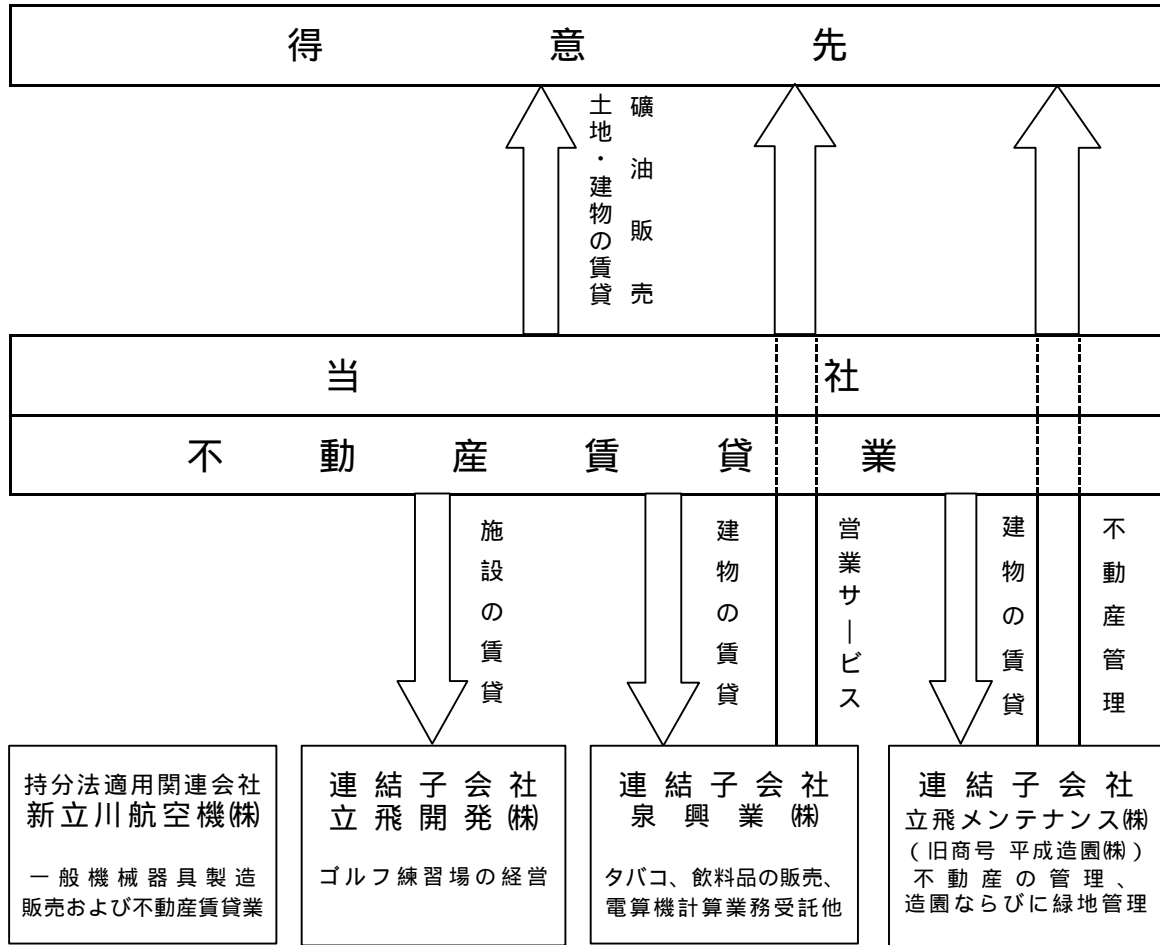 得意先
礦油販売
土地・建物の賃貸
当社
不動産賃貸業
施設の賃貸
建物の賃貸
営業サービス
建物の賃貸
不動産管理
持分法適用関連会社
新立川航空機㈱
一般機械器具製造
販売および不動産賃貸業
連結子会社
立飛開発㈱
ゴルフ練習場の経営
連結子会社
泉興業㈱
タバコ、飲料品の販売、
電算機計算業務受託他
連結子会社
立飛メンテナンス㈱
(旧商号 平成造園㈱)
不動産の管理、
造園ならびに緑地管理